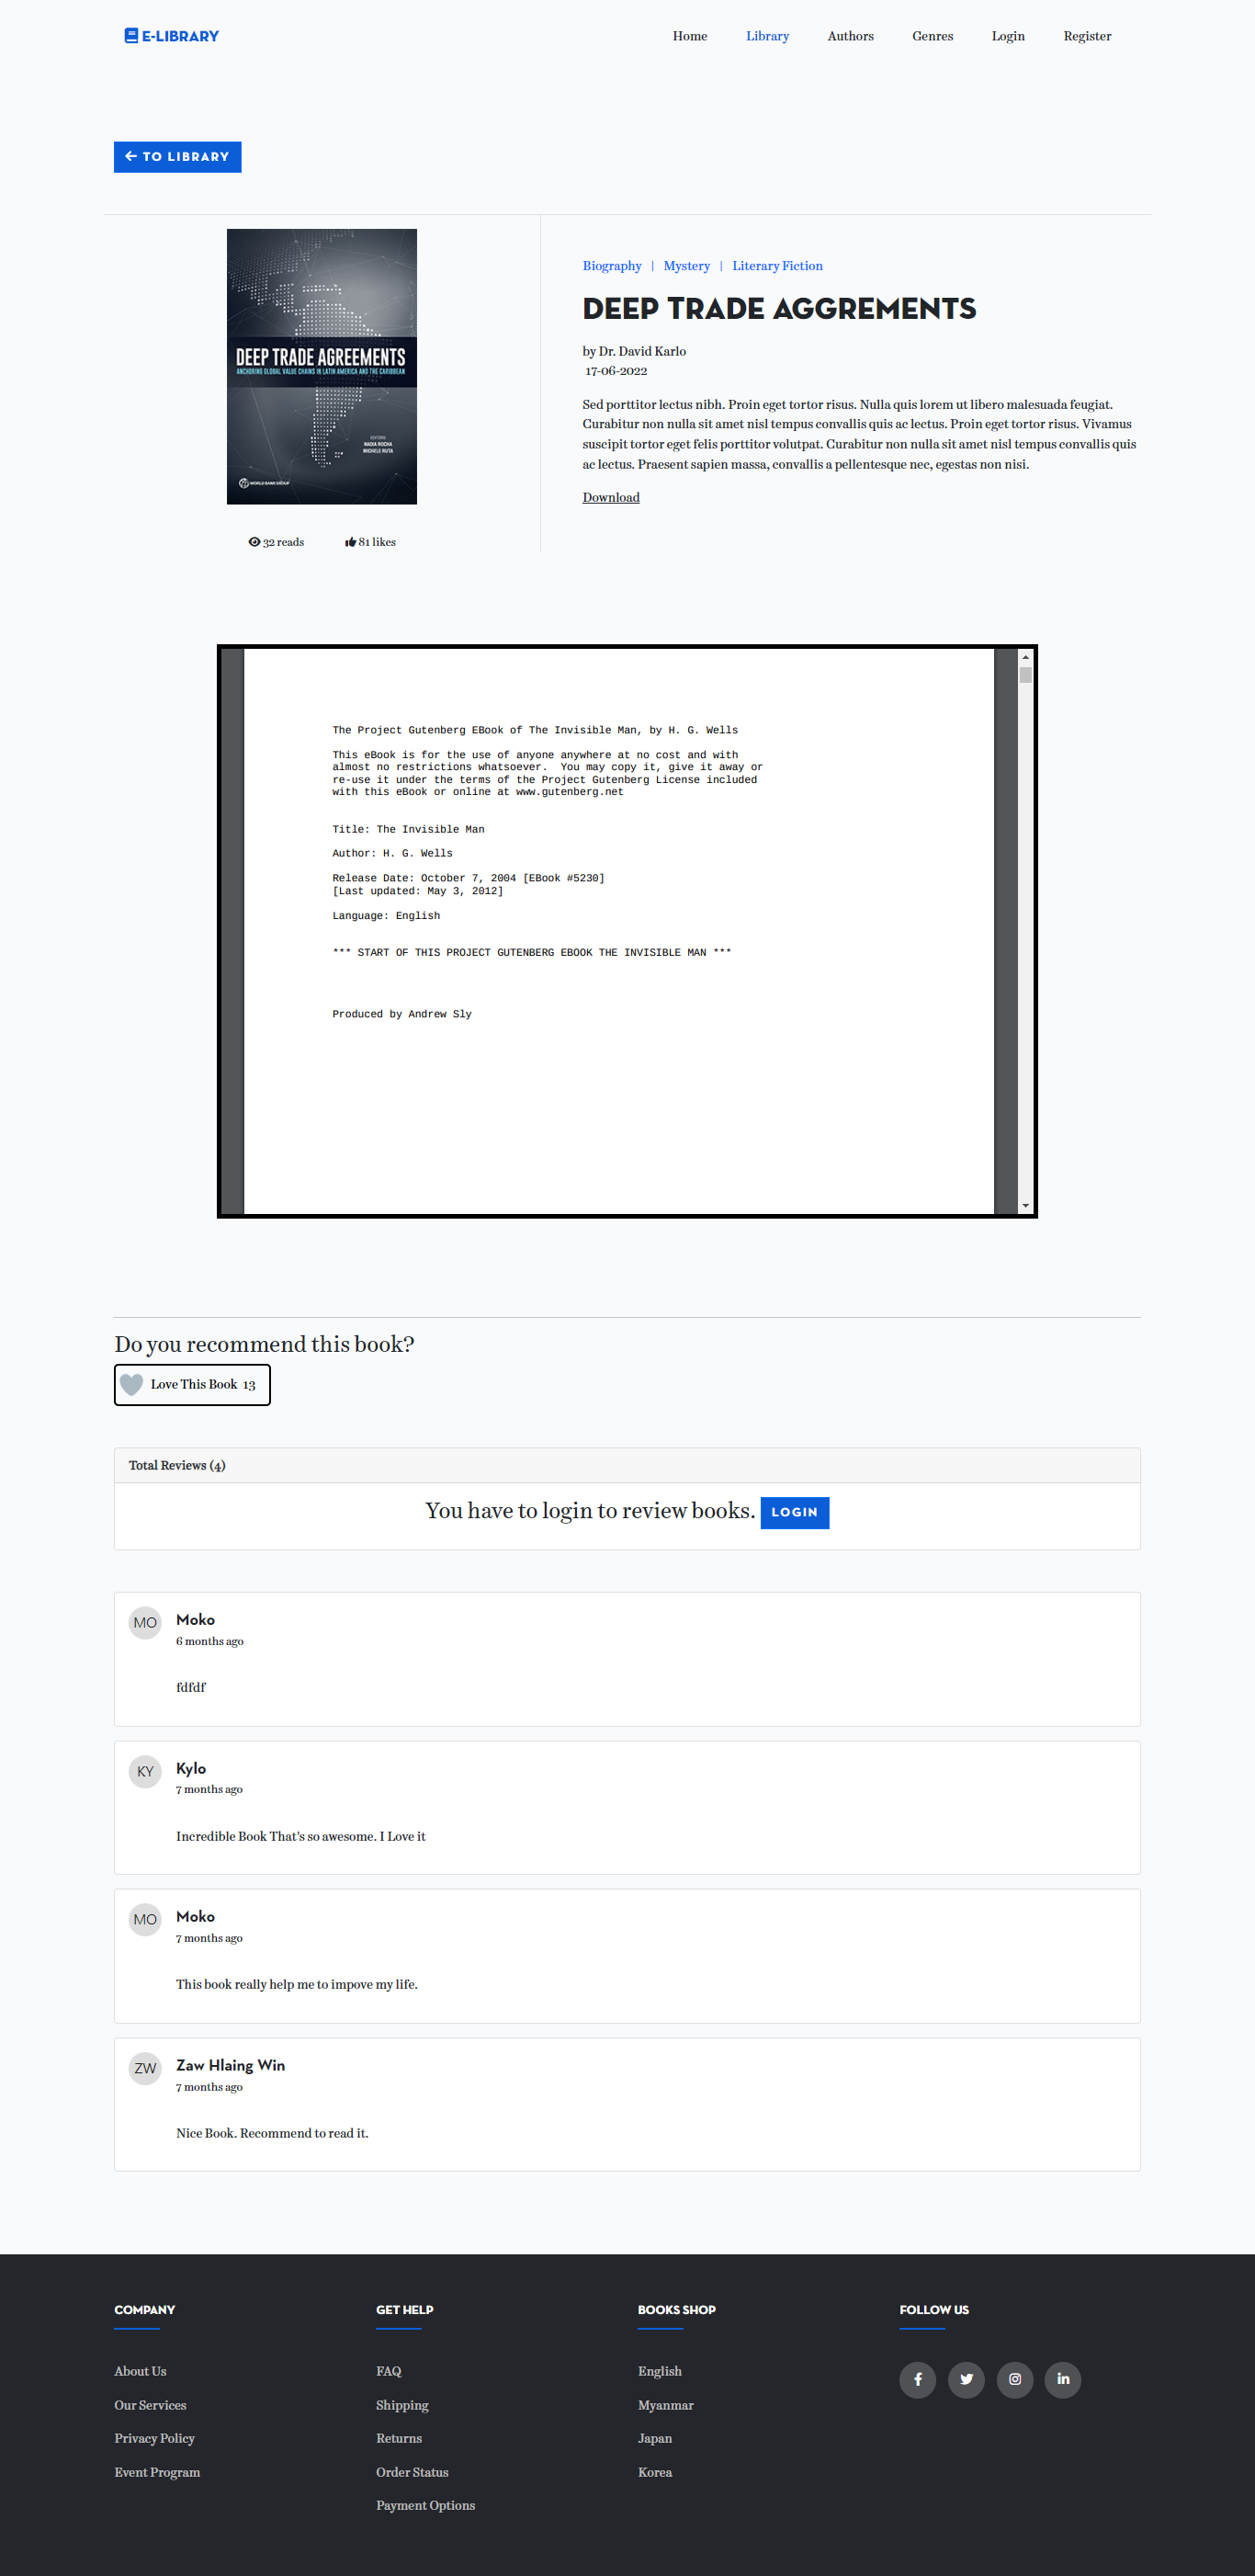 E-LIBRARY
Home Library Authors Genres Login Register
TO LIBRARY
DEEP TRADE AGREEMENTS
ANCHORING GLOBAL VALUE CHAINS IN LATIN AMERICA AND THE CARIBBEAN
EDITORS
NADIA ROCHA
MICHELE RUTA
WORLD BANK GROUP
32 reads 81 likes
Biography | Mystery | Literary Fiction
DEEP TRADE AGGREMENTS
by Dr. David Karlo
17-06-2022
Sed porttitor lectus nibh. Proin eget tortor risus. Nulla quis lorem ut libero malesuada feugiat.
Curabitur non nulla sit amet nisl tempus convallis quis ac lectus. Proin eget tortor risus. Vivamus
suscipit tortor eget felis porttitor volutpat. Curabitur non nulla sit amet nisl tempus convallis quis
ac lectus. Praesent sapien massa, convallis a pellentesque nec, egestas non nisi.
Download
The Project Gutenberg EBook of The Invisible Man, by H. G. Wells
This eBook is for the use of anyone anywhere at no cost and with
almost no restrictions whatsoever.  You may copy it, give it away or
re-use it under the terms of the Project Gutenberg License included
with this eBook or online at www.gutenberg.net
Title: The Invisible Man
Author: H. G. Wells
Release Date: October 7, 2004 [EBook #5230]
[Last updated: May 3, 2012]
Language: English
*** START OF THIS PROJECT GUTENBERG EBOOK THE INVISIBLE MAN ***
Produced by Andrew Sly
Do you recommend this book?
Love This Book 13
Total Reviews (4)
You have to login to review books. LOGIN
MO Moko
6 months ago
fdfdf
KY Kylo
7 months ago
Incredible Book That's so awesome. I Love it
MO Moko
7 months ago
This book really help me to impove my life.
ZW Zaw Hlaing Win
7 months ago
Nice Book. Recommend to read it.
COMPANY
About Us
Our Services
Privacy Policy
Event Program
GET HELP
FAQ
Shipping
Returns
Order Status
Payment Options
BOOKS SHOP
English
Myanmar
Japan
Korea
FOLLOW US